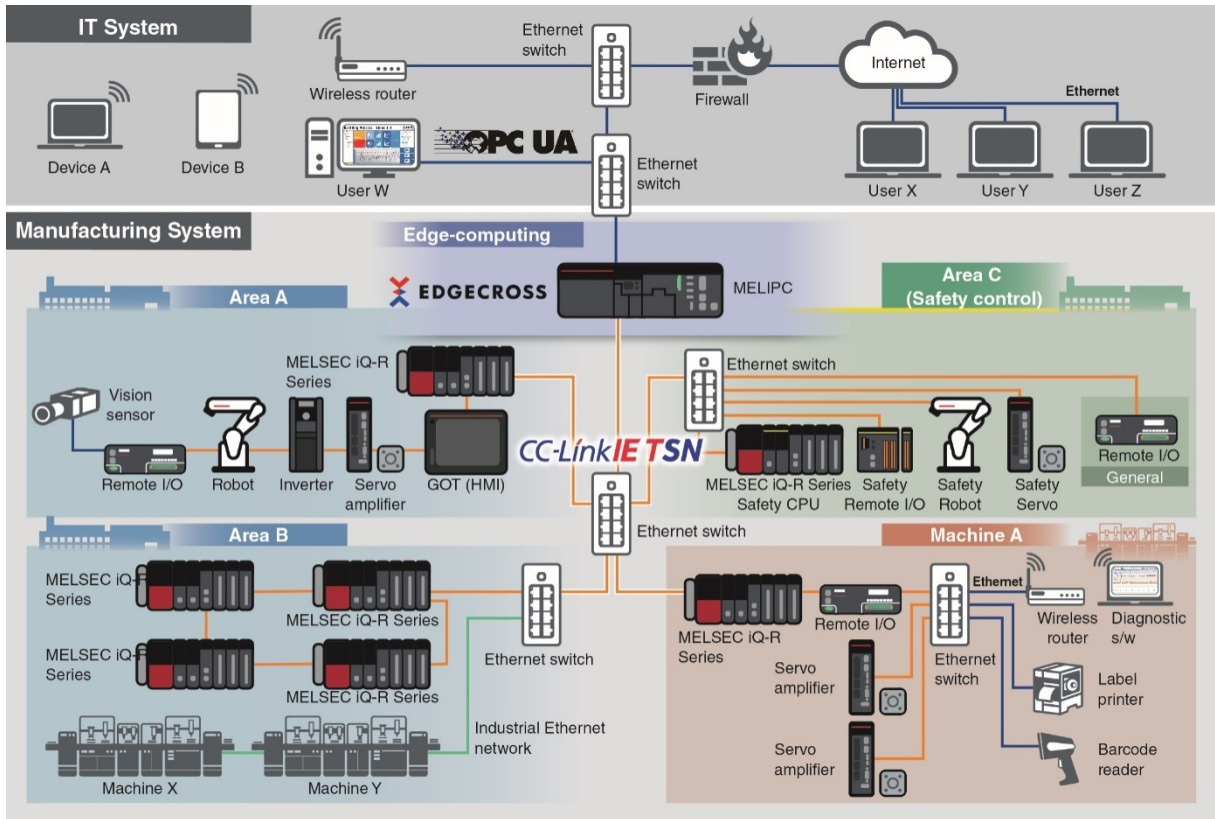 IT System
Ethernet
switch
Wireless router
Firewall
Internet
Ethernet
Device A
Device B
OPC UA
User W
Ethernet
switch
User X
User Y
User Z
Manufacturing System
Edge-computing
EDGECROSS
MELIPC
Area A
Area C
(Safety control)
MELSEC iQ-R
Series
Ethernet switch
Vision
sensor
CC-Link IE TSN
Remote I/O
Robot
Inverter
Servo
amplifier
GOT (HMI)
MELSEC iQ-R Series
Safety CPU
Safety
Remote I/O
Safety
Robot
Safety
Servo
Remote I/O
General
Ethernet switch
Area B
Machine A
MELSEC iQ-R
Series
MELSEC iQ-R Series
MELSEC iQ-R
Series
MELSEC iQ-R Series
Ethernet switch
Industrial Ethernet
network
Machine X
Machine Y
MELSEC iQ-R
Series
Remote I/O
Ethernet
Wireless
router
Diagnostic
s/w
Ethernet
switch
Servo
amplifier
Label
printer
Servo
amplifier
Barcode
reader